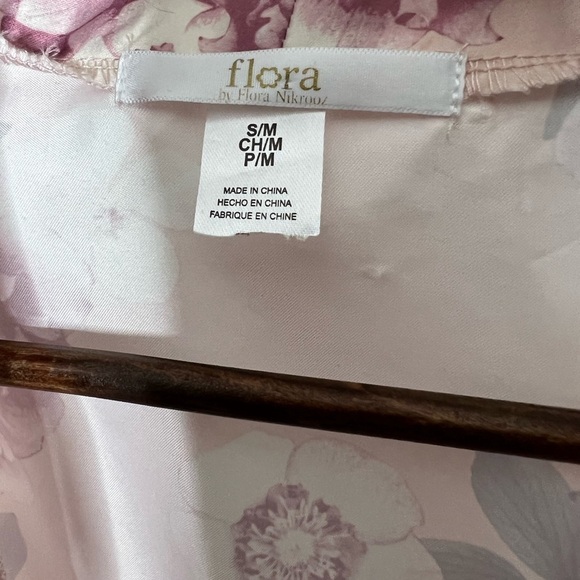 flora
by Flora Nikrooz
S/M
CH/M
P/M
MADE IN CHINA
HECHO EN CHINA
FABRIQUE EN CHINE